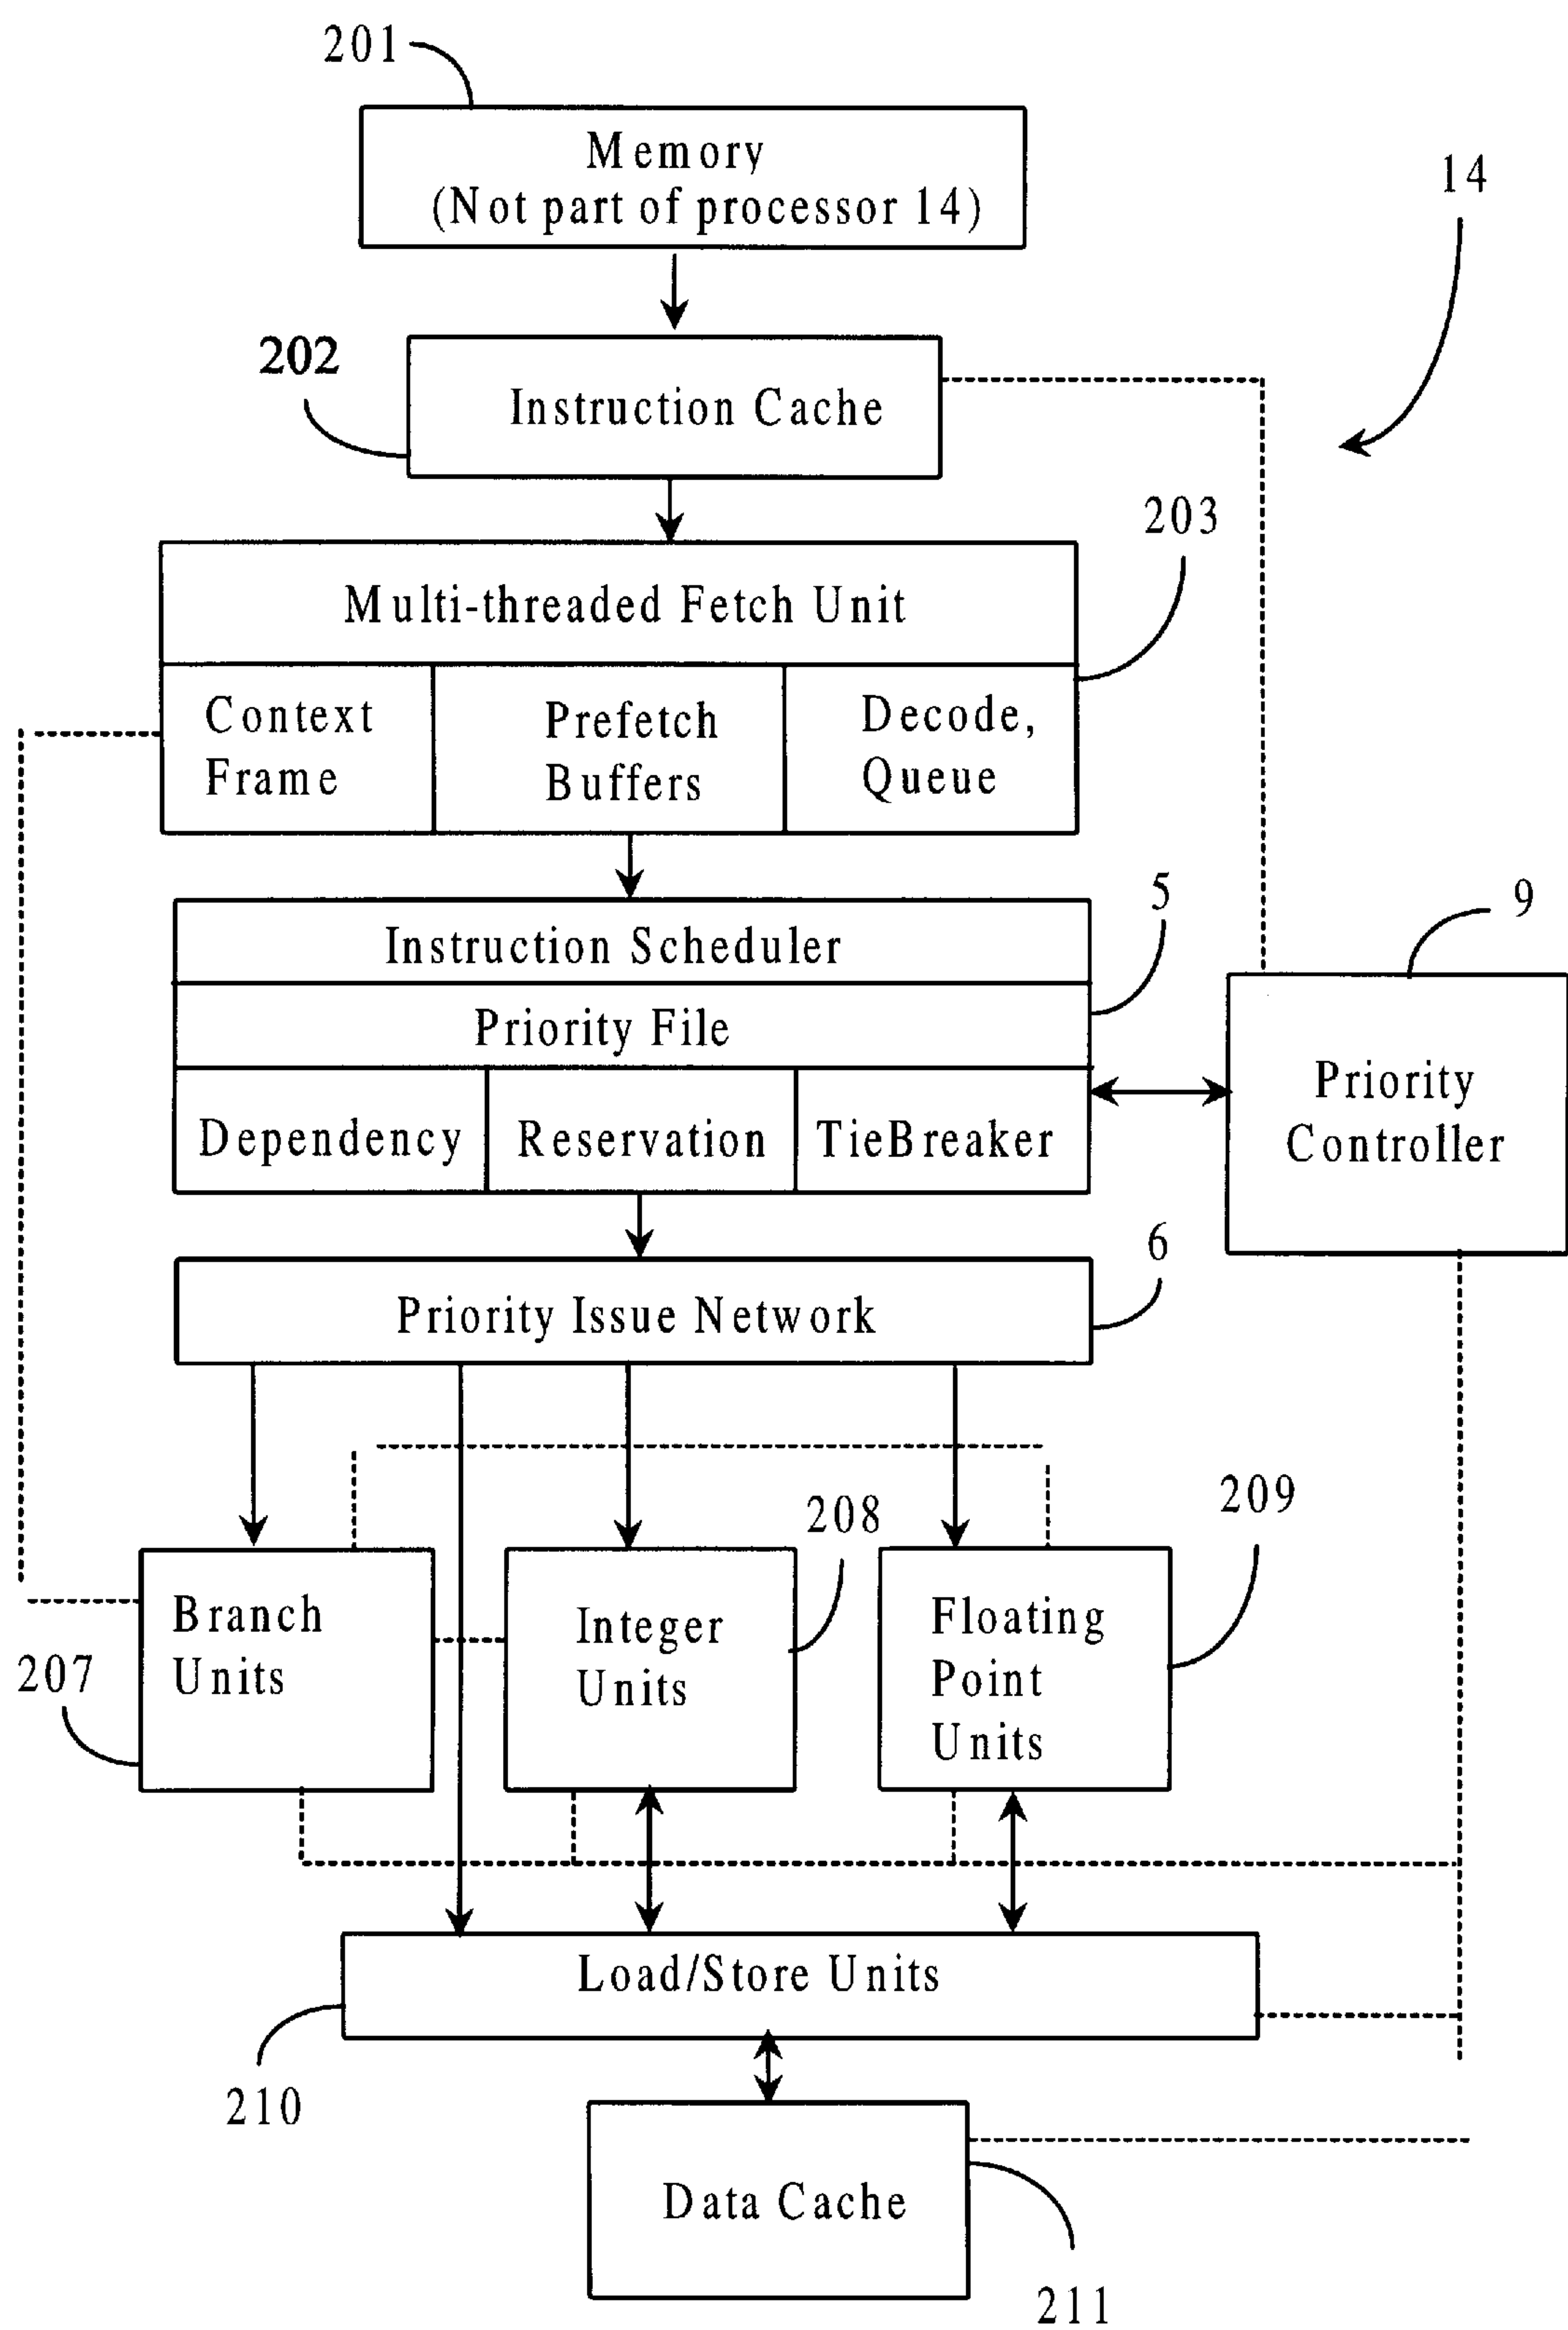 201
Memory
(Not part of processor 14)
14
202
Instruction Cache
203
Multi-threaded Fetch Unit
Context
Frame
Prefetch
Buffers
Decode,
Queue
5
9
Instruction Scheduler
Priority File
Dependency
Reservation
TieBreaker
Priority
Controller
6
Priority Issue Network
208
209
Branch
Units
207
Integer
Units
Floating
Point
Units
Load/Store Units
210
Data Cache
211